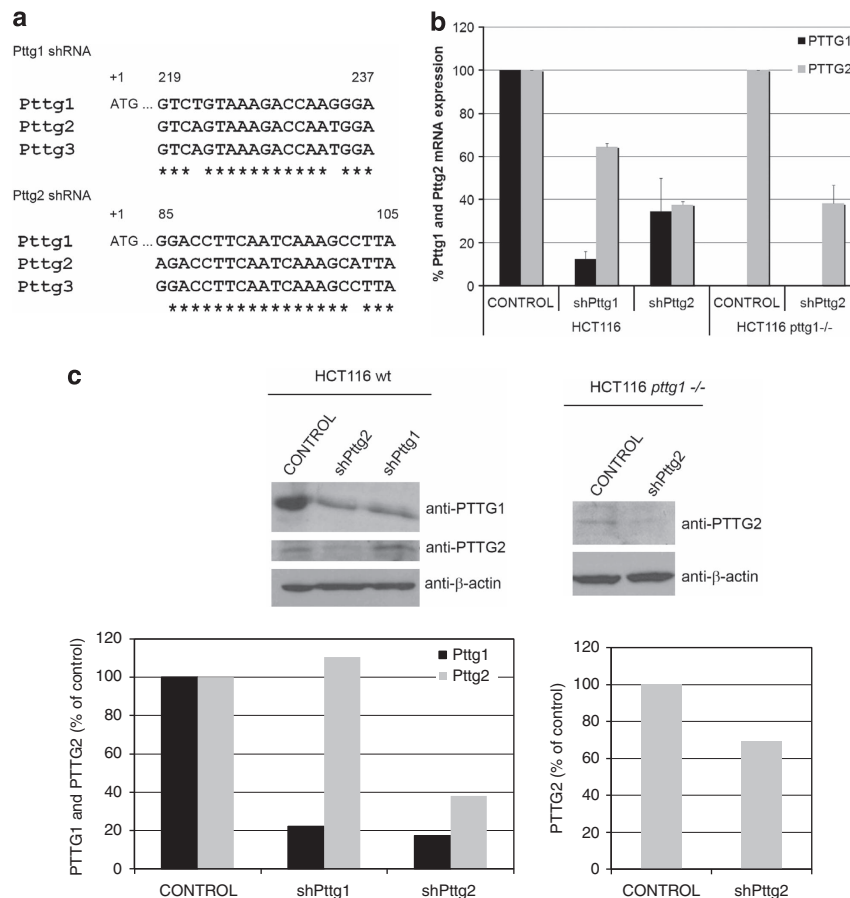 a
Pttg1 shRNA
+1 219 237
Pttg1 ATG ... GTCTGTAAAGACCAAGGGA
Pttg2 GTCAGTAAAGACCAATGGA
Pttg3 GTCAGTAAAGACCAATGGA
*** *********** ***
Pttg2 shRNA
+1 85 105
Pttg1 ATG ... GGACCTTCAATCAAAGCCTTA
Pttg2 AGACCTTCAATCAAAGCATTA
Pttg3 GGACCTTCAATCAAAGCCTTA
**************** ***
b
% Pttg1 and Pttg2 mRNA expression
120
100
80
60
40
20
0
PTTG1
PTTG2
CONTROL shPttg1 shPttg2 CONTROL shPttg2
HCT116 HCT116 pttg1-/-
c
HCT116 wt
CONTROL shPttg2 shPttg1
anti-PTTG1
anti-PTTG2
anti-β-actin
HCT116 pttg1 -/-
CONTROL shPttg2
anti-PTTG2
anti-β-actin
PTTG1 and PTTG2 (% of control)
120
100
80
60
40
20
0
Pttg1
Pttg2
CONTROL shPttg1 shPttg2
PTTG2 (% of control)
120
100
80
60
40
20
0
CONTROL shPttg2